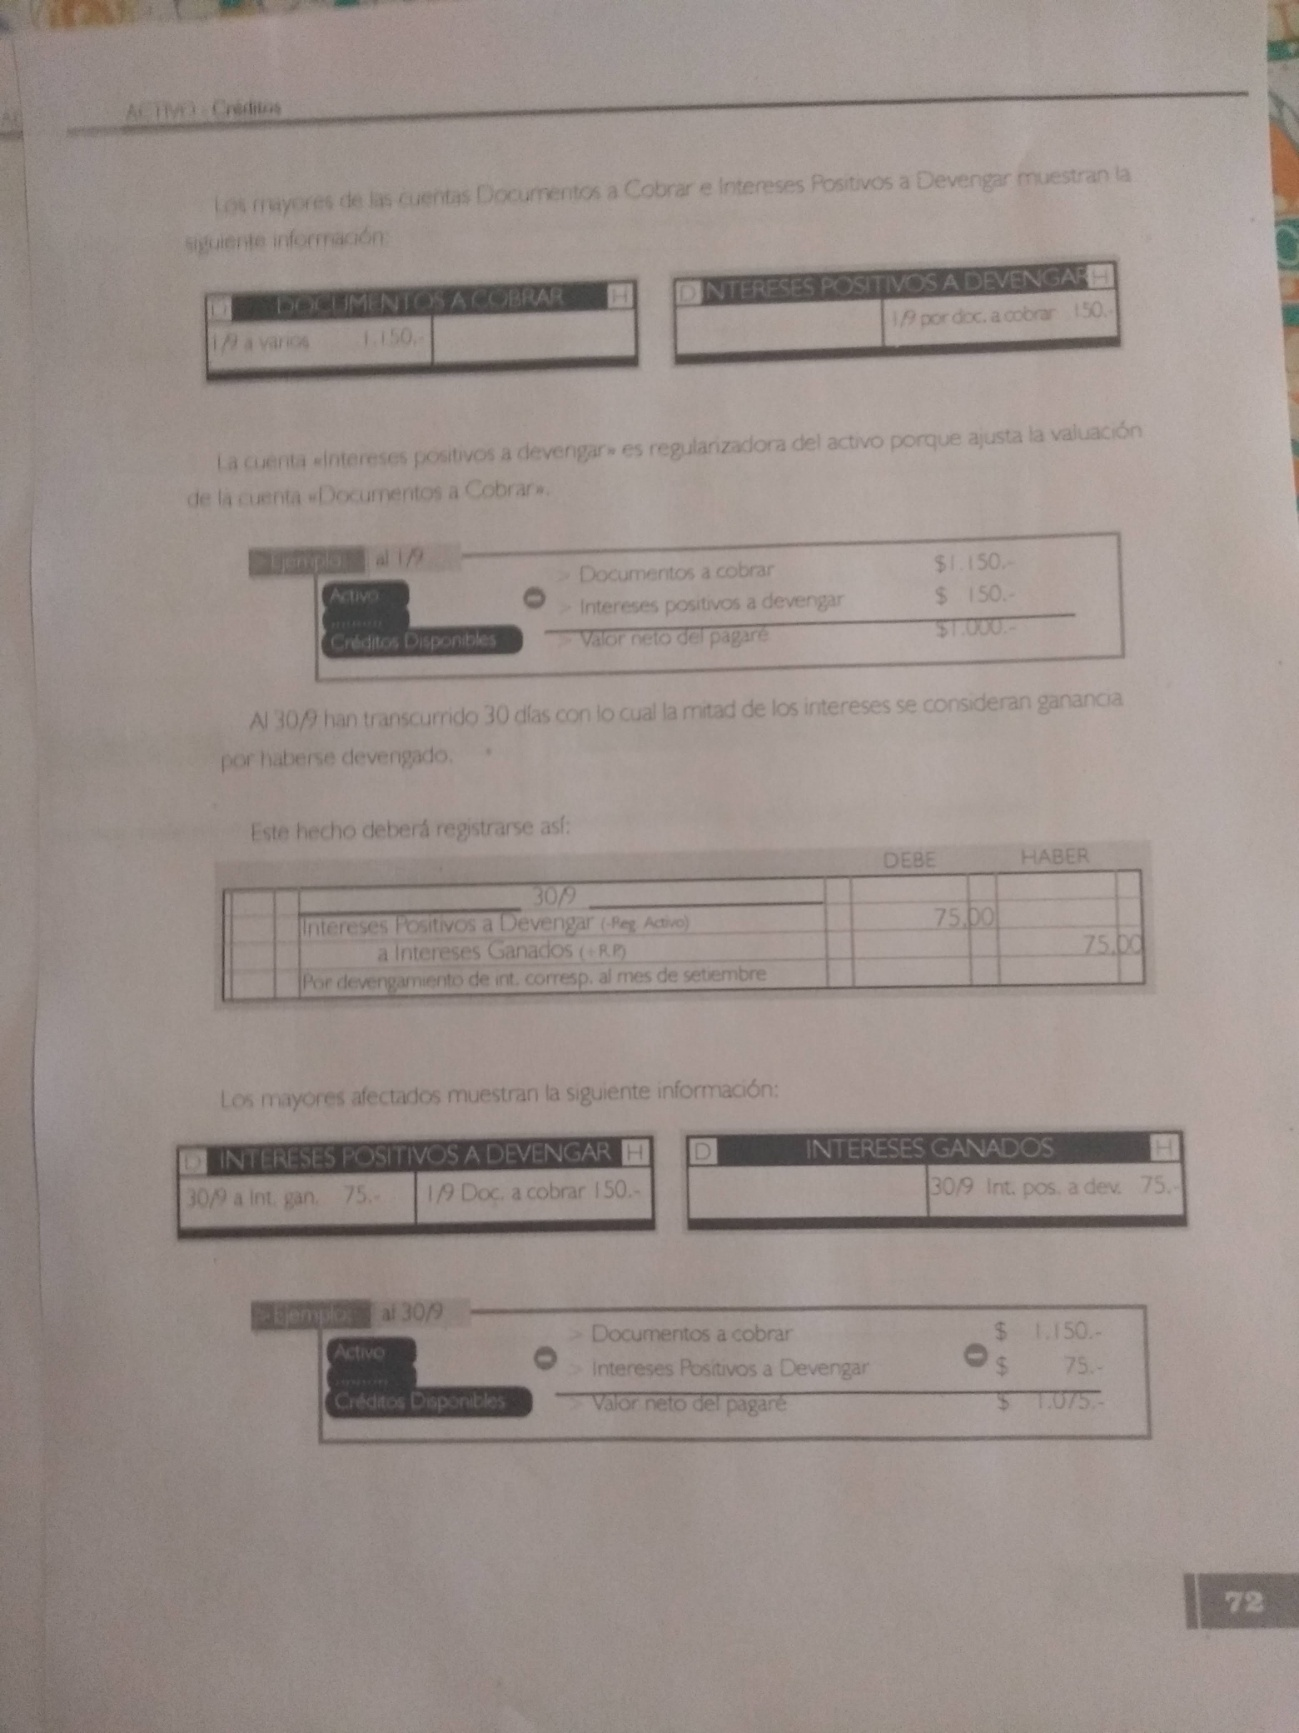 ACTIVO - Créditos
Los mayores de las cuentas Documentos a Cobrar e Intereses Positivos a Devengar muestran la
siguiente información:
D DOCUMENTOS A COBRAR H
1/9 a varios 1.150.-
D INTERESES POSITIVOS A DEVENGAR H
1/9 por doc. a cobrar 150.-
La cuenta «Intereses positivos a devengar» es regularizadora del activo porque ajusta la valuación
de la cuenta «Documentos a Cobrar».
> Ejemplo: al 1/9
Activo
..........
Créditos Disponibles
> Documentos a cobrar $1.150.-
> Intereses positivos a devengar $ 150.-
> Valor neto del pagaré $1.000.-
Al 30/9 han transcurrido 30 días con lo cual la mitad de los intereses se consideran ganancia
por haberse devengado.
Este hecho deberá registrarse así:
DEBE HABER
30/9
Intereses Positivos a Devengar (-Reg. Activo) 75,00
a Intereses Ganados (+R.P.) 75,00
Por devengamiento de int. corresp. al mes de setiembre
Los mayores afectados muestran la siguiente información:
D INTERESES POSITIVOS A DEVENGAR H
30/9 a Int. gan. 75.- 1/9 Doc. a cobrar 150.-
D INTERESES GANADOS H
30/9 Int. pos. a dev. 75.-
> Ejemplo: al 30/9
Activo
..........
Créditos Disponibles
> Documentos a cobrar $ 1.150.-
> Intereses Positivos a Devengar $ 75.-
> Valor neto del pagaré $ 1.075.-
72